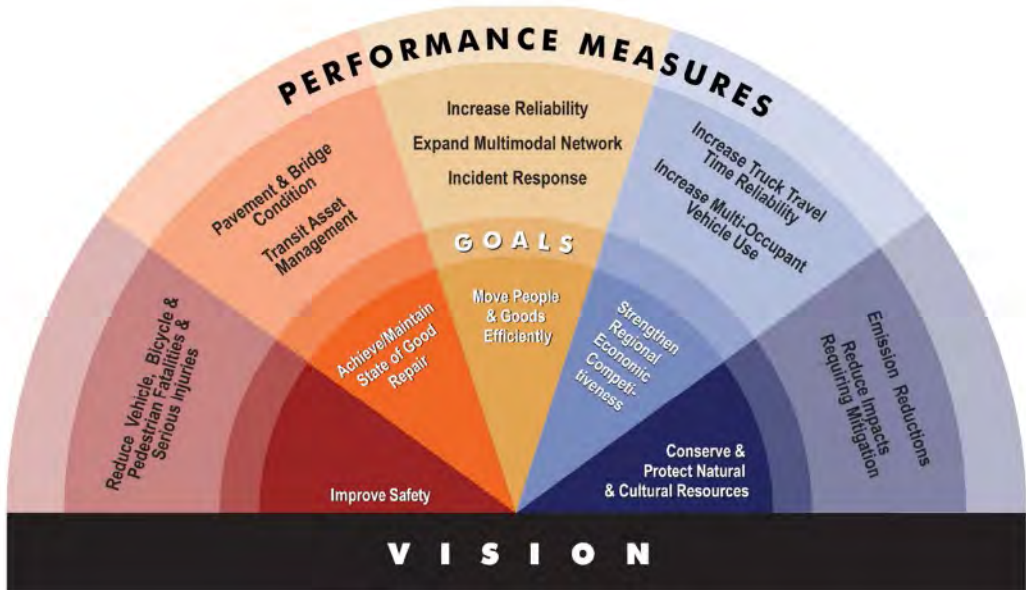 PERFORMANCE MEASURES
Reduce Vehicle, Bicycle &
Pedestrian Fatalities &
Serious Injuries
Pavement & Bridge
Condition
Transit Asset
Management
Increase Reliability
Expand Multimodal Network
Incident Response
Increase Truck Travel
Time Reliability
Increase Multi-Occupant
Vehicle Use
Emission Reductions
Reduce Impacts
Requiring Mitigation
GOALS
Improve Safety
Achieve/Maintain
State of Good
Repair
Move People
& Goods
Efficiently
Strengthen
Regional
Economic
Competi-
tiveness
Conserve &
Protect Natural
& Cultural Resources
VISION